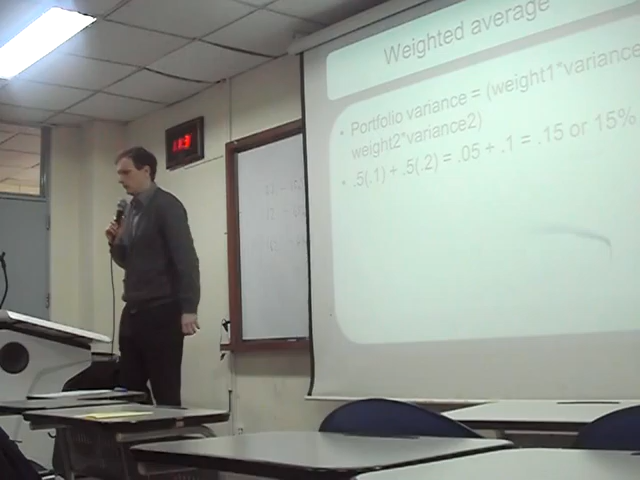 Weighted average
• Portfolio variance = (weight1*variance
weight2*variance2)
• .5(.1) + .5(.2) = .05 + .1 = .15 or 15%